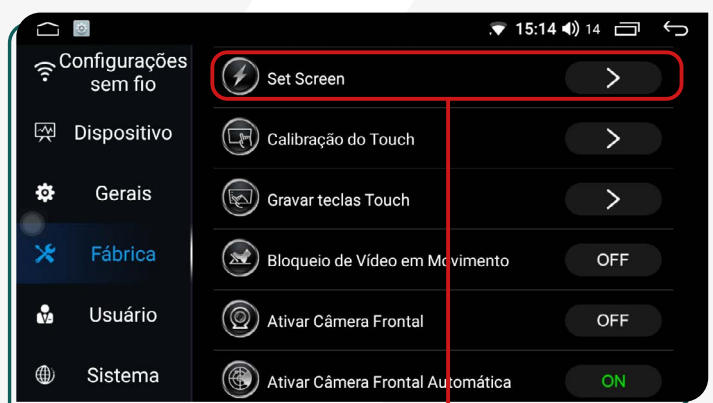 15:14 14
Configurações
sem fio
Dispositivo
Gerais
Fábrica
Usuário
Sistema
Set Screen
Calibração do Touch
Gravar teclas Touch
Bloqueio de Vídeo em Movimento OFF
Ativar Câmera Frontal OFF
Ativar Câmera Frontal Automática ON